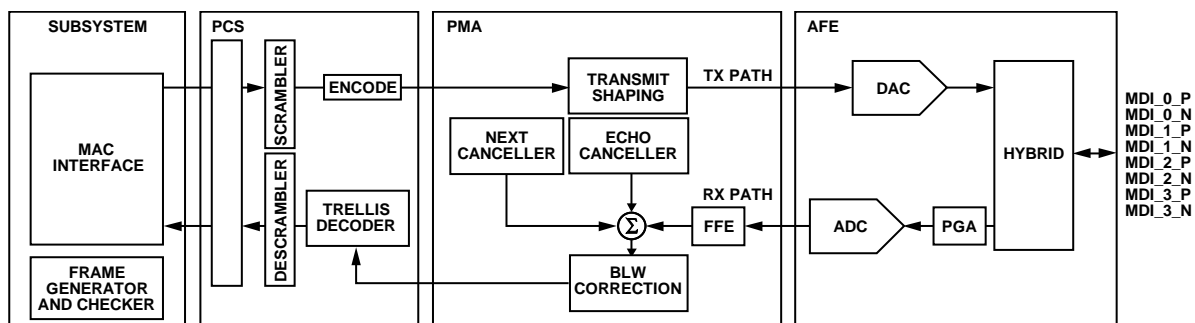 SUBSYSTEM
PCS
PMA
AFE
MAC
INTERFACE
FRAME
GENERATOR
AND CHECKER
SCRAMBLER
ENCODE
DESCRAMBLER
TRELLIS
DECODER
TRANSMIT
SHAPING
TX PATH
NEXT
CANCELLER
ECHO
CANCELLER
RX PATH
Σ
FFE
BLW
CORRECTION
DAC
ADC
PGA
HYBRID
MDI_0_P
MDI_0_N
MDI_1_P
MDI_1_N
MDI_2_P
MDI_2_N
MDI_3_P
MDI_3_N